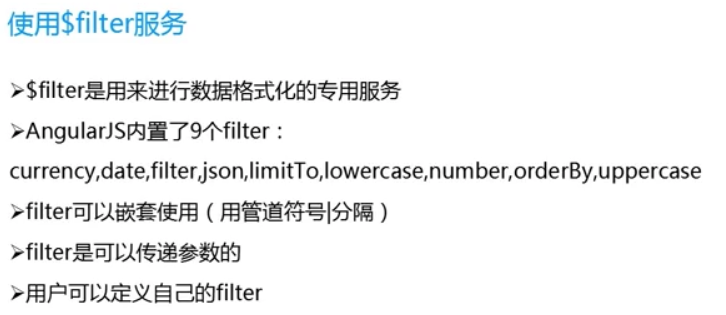 使用$filter服务
➢$filter是用来进行数据格式化的专用服务
➢AngularJS内置了9个filter：
currency,date,filter,json,limitTo,lowercase,number,orderBy,uppercase
➢filter可以嵌套使用（用管道符号|分隔）
➢filter是可以传递参数的
➢用户可以定义自己的filter